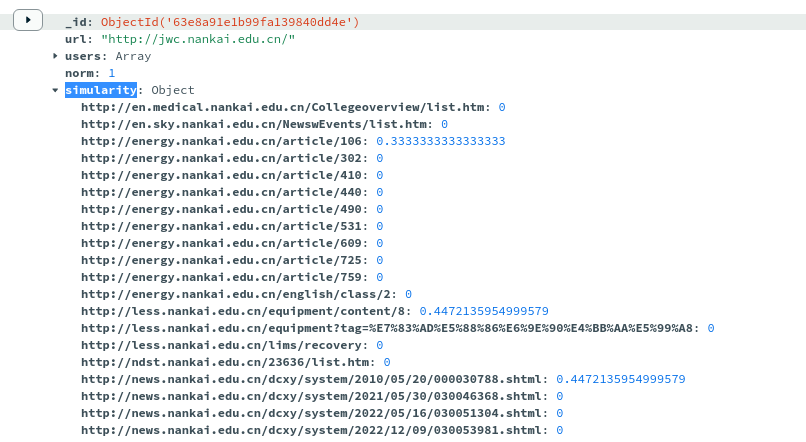 _id: ObjectId('63e8a91e1b99fa139840dd4e')
url: "http://jwc.nankai.edu.cn/"
users: Array
norm: 1
simularity: Object
http://en.medical.nankai.edu.cn/Collegeoverview/list.htm: 0
http://en.sky.nankai.edu.cn/NewswEvents/list.htm: 0
http://energy.nankai.edu.cn/article/106: 0.3333333333333333
http://energy.nankai.edu.cn/article/302: 0
http://energy.nankai.edu.cn/article/410: 0
http://energy.nankai.edu.cn/article/440: 0
http://energy.nankai.edu.cn/article/490: 0
http://energy.nankai.edu.cn/article/531: 0
http://energy.nankai.edu.cn/article/609: 0
http://energy.nankai.edu.cn/article/725: 0
http://energy.nankai.edu.cn/article/759: 0
http://energy.nankai.edu.cn/english/class/2: 0
http://less.nankai.edu.cn/equipment/content/8: 0.4472135954999579
http://less.nankai.edu.cn/equipment?tag=%E7%83%AD%E5%88%86%E6%9E%90%E4%BB%AA%E5%99%A8: 0
http://less.nankai.edu.cn/lims/recovery: 0
http://ndst.nankai.edu.cn/23636/list.htm: 0
http://news.nankai.edu.cn/dcxy/system/2010/05/20/000030788.shtml: 0.4472135954999579
http://news.nankai.edu.cn/dcxy/system/2021/05/30/030046368.shtml: 0
http://news.nankai.edu.cn/dcxy/system/2022/05/16/030051304.shtml: 0
http://news.nankai.edu.cn/dcxy/system/2022/12/09/030053981.shtml: 0